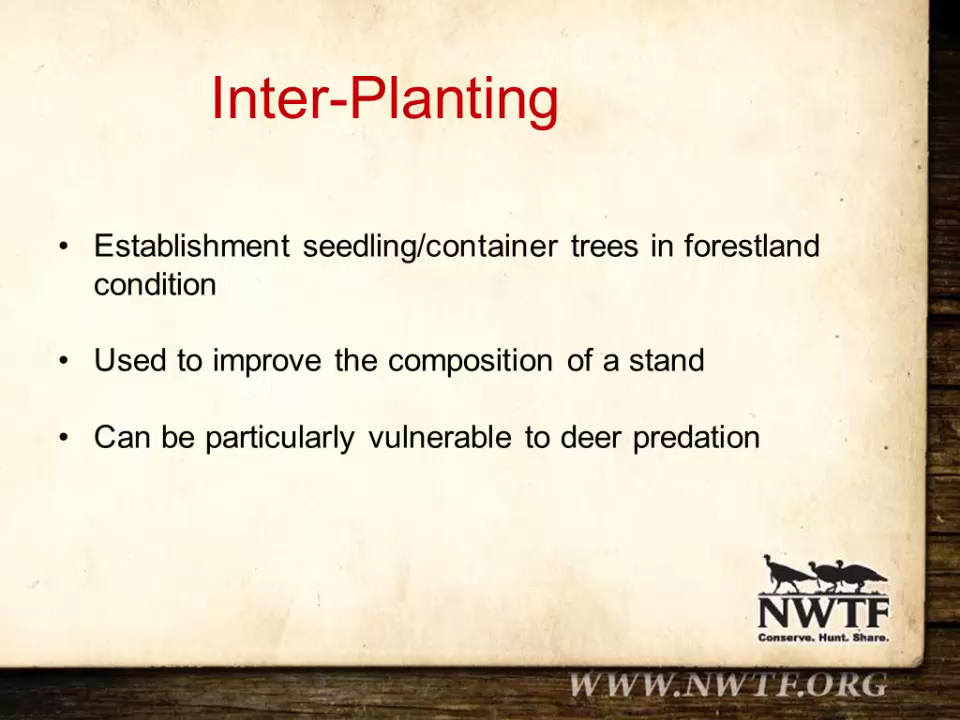 Inter-Planting
• Establishment seedling/container trees in forestland
condition
• Used to improve the composition of a stand
• Can be particularly vulnerable to deer predation
NWTF
Conserve. Hunt. Share.
WWW.NWTF.ORG